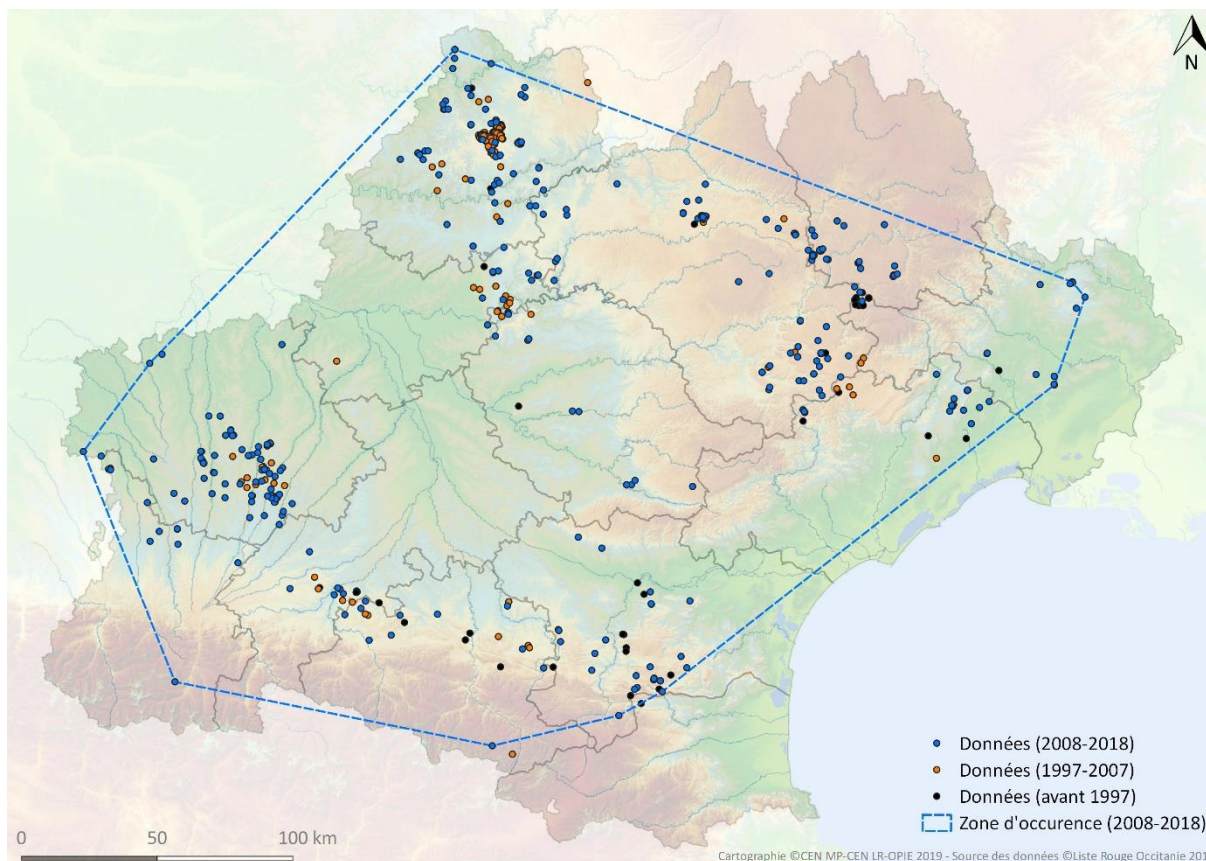 N
Données (2008-2018)
Données (1997-2007)
Données (avant 1997)
Zone d'occurence (2008-2018)
0 50 100 km
Cartographie ©CEN MP-CEN LR-OPIE 2019 - Source des données ©Liste Rouge Occitanie